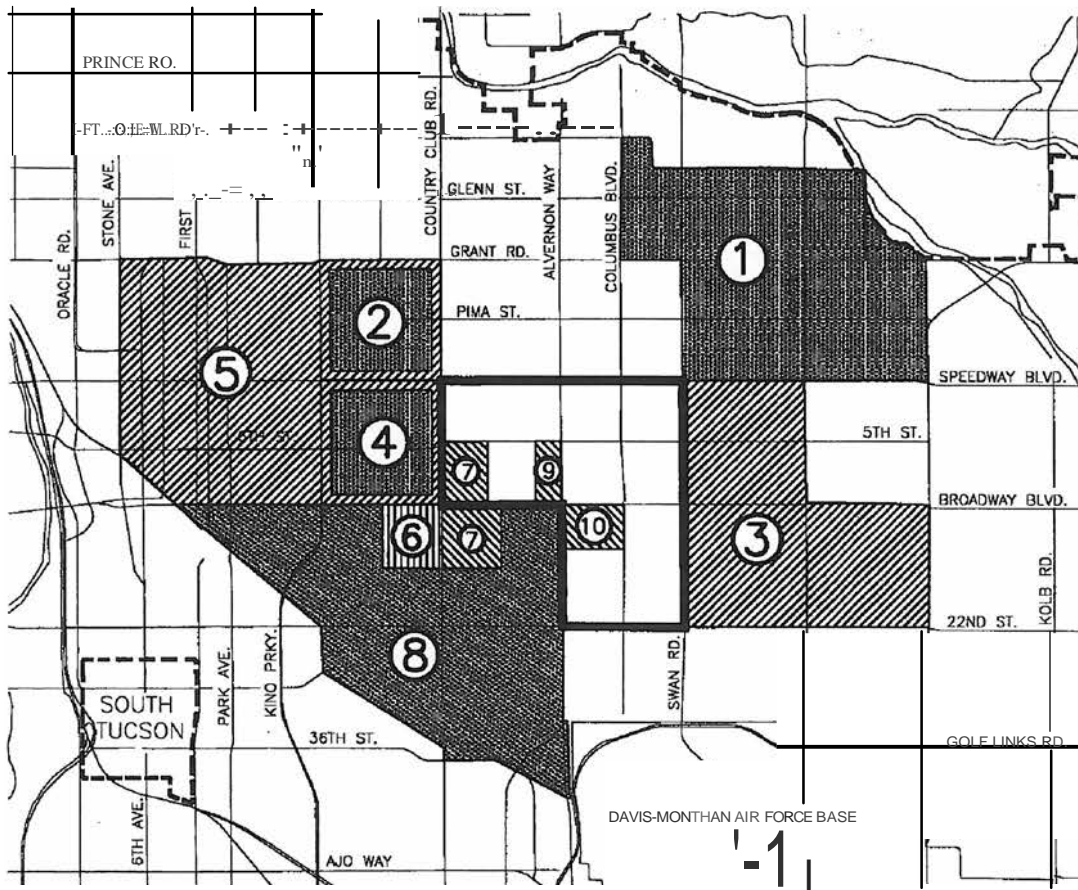 PRINCE RO.
COUNTRY CLUB RD.
STONE AVE.
FIRST
ORACLE RD.
GLENN ST.
ALVERNON WAY
COLUMBUS BLVD.
GRANT RD.
1
PIMA ST.
2
5
SPEEDWAY BLVD.
4
6TH ST.
5TH ST.
7
9
BROADWAY BLVD.
6
7
10
3
KOLB RD.
22ND ST.
8
PARK AVE.
KINO PRKY.
SWAN RD.
SOUTH
TUCSON
36TH ST.
GOLF LINKS RD.
DAVIS-MONTHAN AIR FORCE BASE
6TH AVE.
AJO WAY